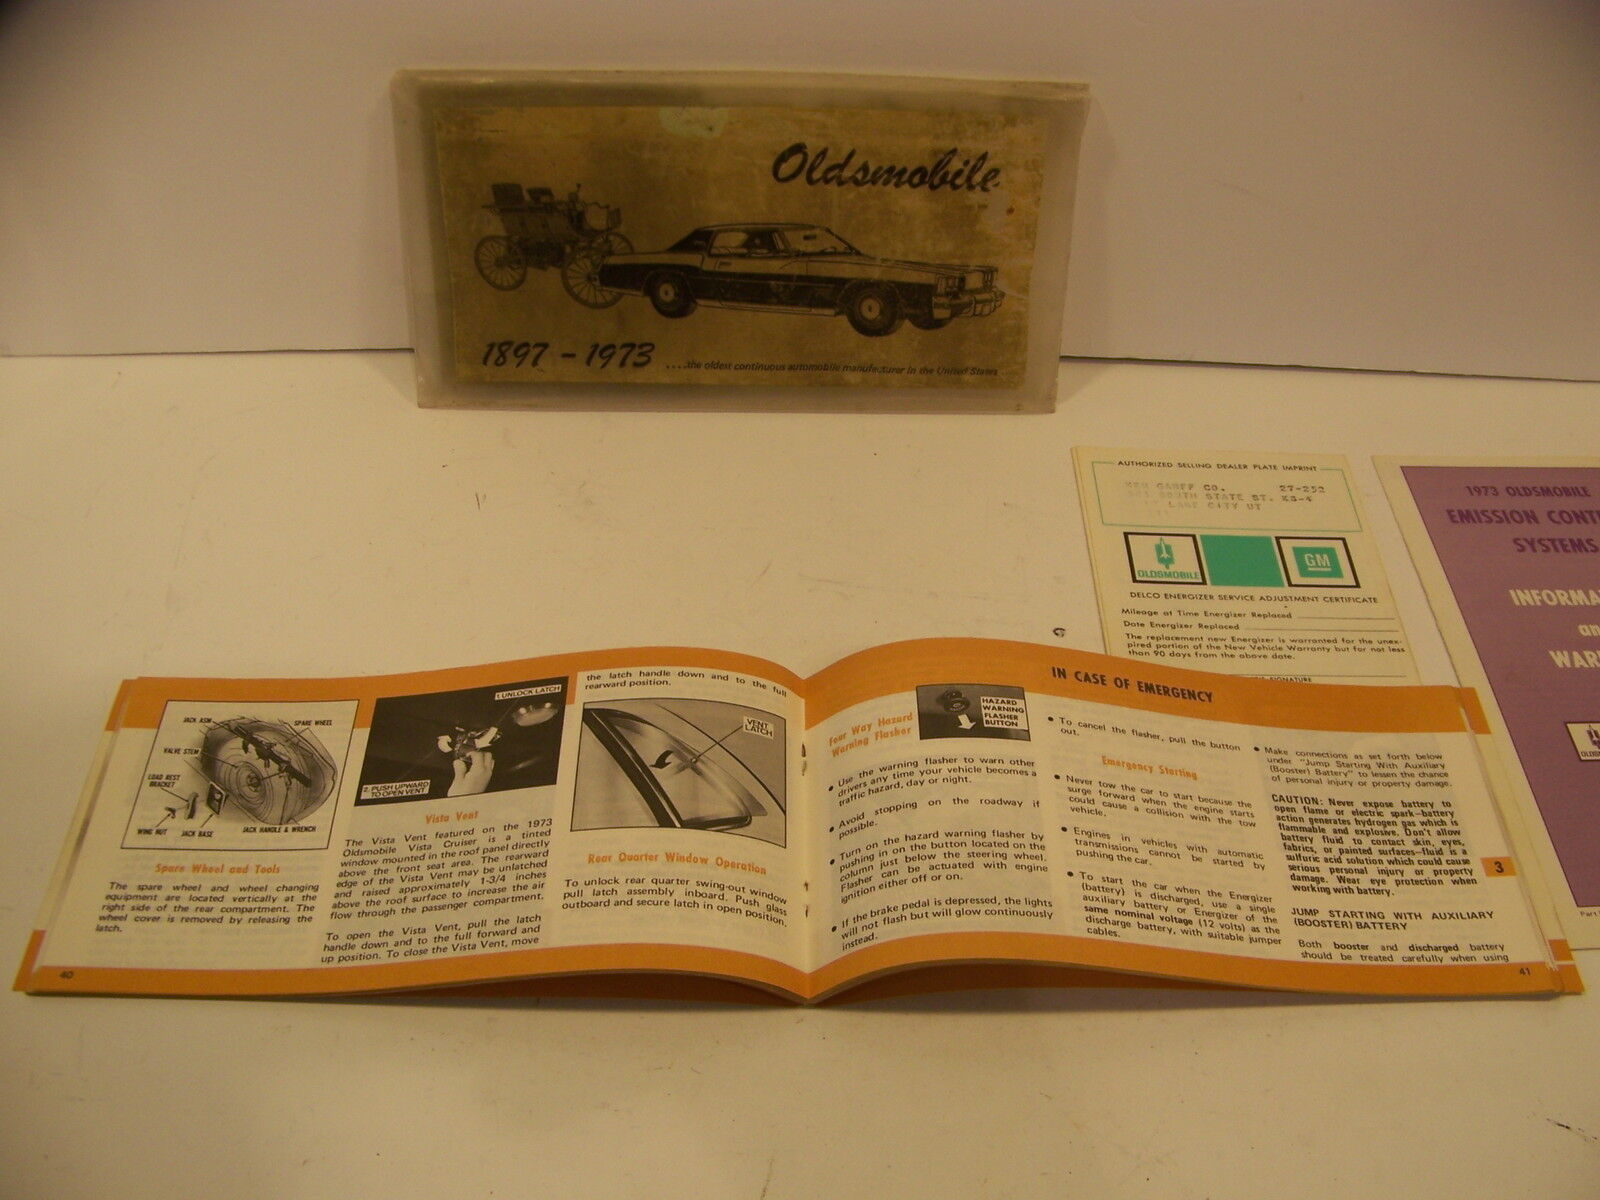 Oldsmobile
1897 - 1973
....the oldest continuous automobile manufacturer in the United States
AUTHORIZED SELLING DEALER PLATE IMPRINT
KEN GARFF CO. 27-252
SOUTH STATE ST. K3-4
LAKE CITY UT
OLDSMOBILE
GM
DELCO ENERGIZER SERVICE ADJUSTMENT CERTIFICATE
Mileage at Time Energizer Replaced
Date Energizer Replaced
The replacement new Energizer is warranted for the unex-
pired portion of the New Vehicle Warranty but for not less
than 90 days from the above date.
SIGNATURE
1973 OLDSMOBILE
EMISSION CONT
SYSTEMS
INFORMA
an
WAR
OLDSMOB
Part
JACK ASM.
SPARE WHEEL
VALVE STEM
LOAD REST
BRACKET
WING NUT
JACK BASE
JACK HANDLE & WRENCH
Spare Wheel and Tools
The spare wheel and wheel changing
equipment are located vertically at the
right side of the rear compartment. The
wheel cover is removed by releasing the
latch.
40
1. UNLOCK LATCH
2. PUSH UPWARD
TO OPEN VENT
Vista Vent
The Vista Vent featured on the 1973
Oldsmobile Vista Cruiser is a tinted
window mounted in the roof panel directly
above the front seat area. The rearward
edge of the Vista Vent may be unlatched
and raised approximately 1-3/4 inches
above the roof surface to increase the air
flow through the passenger compartment.
To open the Vista Vent, pull the latch
handle down and to the full forward and
up position. To close the Vista Vent, move
the latch handle down and to the full
rearward position.
VENT
LATCH
Rear Quarter Window Operation
To unlock rear quarter swing-out window
pull latch assembly inboard. Push glass
outboard and secure latch in open position.
IN CASE OF EMERGENCY
Four Way Hazard
Warning Flasher
HAZARD
WARNING
FLASHER
BUTTON
• Use the warning flasher to warn other
drivers any time your vehicle becomes a
traffic hazard, day or night.
• Avoid stopping on the roadway if
possible.
• Turn on the hazard warning flasher by
pushing in on the button located on the
column just below the steering wheel.
Flasher can be actuated with engine
ignition either off or on.
• If the brake pedal is depressed, the lights
will not flash but will glow continuously
instead.
• To cancel the flasher, pull the button
out.
Emergency Starting
• Never tow the car to start because the
surge forward when the engine starts
could cause a collision with the tow
vehicle.
• Engines in vehicles with automatic
transmissions cannot be started by
pushing the car.
• To start the car when the Energizer
(battery) is discharged, use a single
auxiliary battery or Energizer of the
same nominal voltage (12 volts) as the
discharge battery, with suitable jumper
cables.
• Make connections as set forth below
under "Jump Starting With Auxiliary
(Booster) Battery" to lessen the chance
of personal injury or property damage.
CAUTION: Never expose battery to
open flame or electric spark—battery
action generates hydrogen gas which is
flammable and explosive. Don't allow
battery fluid to contact skin, eyes,
fabrics, or painted surfaces—fluid is a
sulfuric acid solution which could cause
serious personal injury or property
damage. Wear eye protection when
working with battery.
JUMP STARTING WITH AUXILIARY
(BOOSTER) BATTERY
Both booster and discharged battery
should be treated carefully when using
3
41